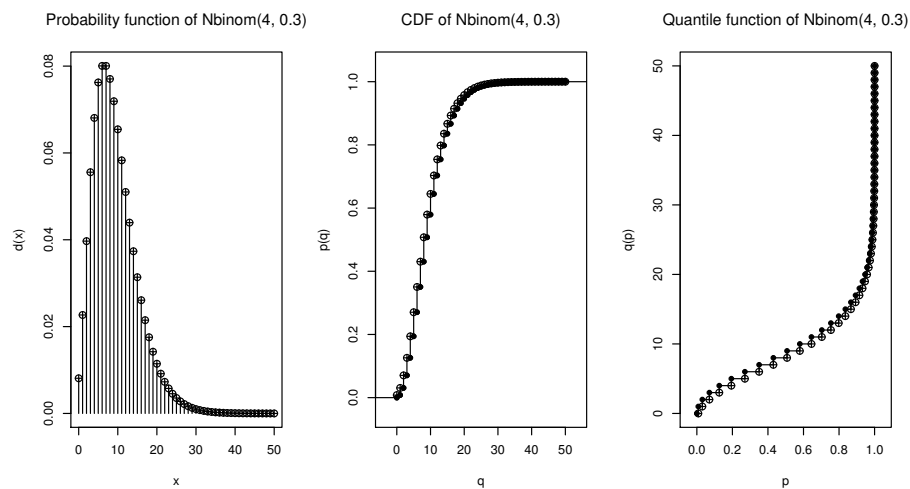 Probability function of Nbinom(4, 0.3)
d(x)
0.00 0.02 0.04 0.06 0.08
0 10 20 30 40 50
x
CDF of Nbinom(4, 0.3)
p(q)
0.0 0.2 0.4 0.6 0.8 1.0
0 10 20 30 40 50
q
Quantile function of Nbinom(4, 0.3)
q(p)
0 10 20 30 40 50
0.0 0.2 0.4 0.6 0.8 1.0
p